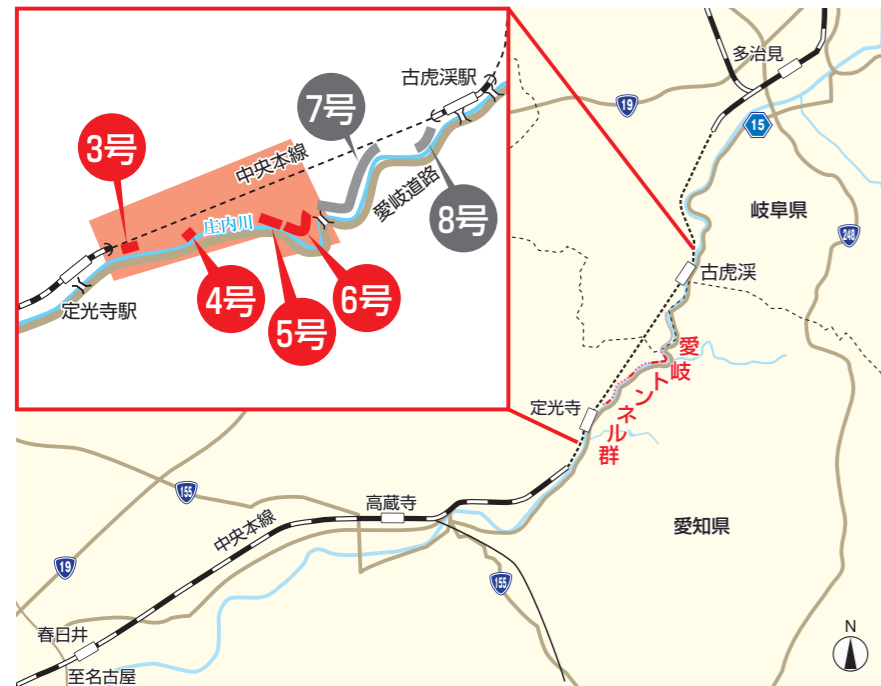 古虎渓駅
7号
3号
中央本線
愛岐道路
庄内川
8号
定光寺駅
4号
6号
5号
多治見
19
15
岐阜県
248
古虎渓
愛岐トンネル群
定光寺
155
高蔵寺
中央本線
愛知県
19
155
春日井
至名古屋
N